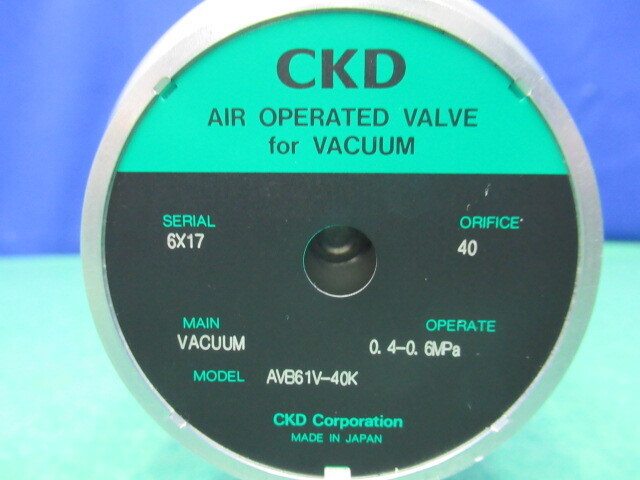 CKD
AIR OPERATED VALVE
for VACUUM
SERIAL
6X17
ORIFICE
40
MAIN
VACUUM
OPERATE
0.4-0.6MPa
MODEL AVB61V-40K
CKD Corporation
MADE IN JAPAN